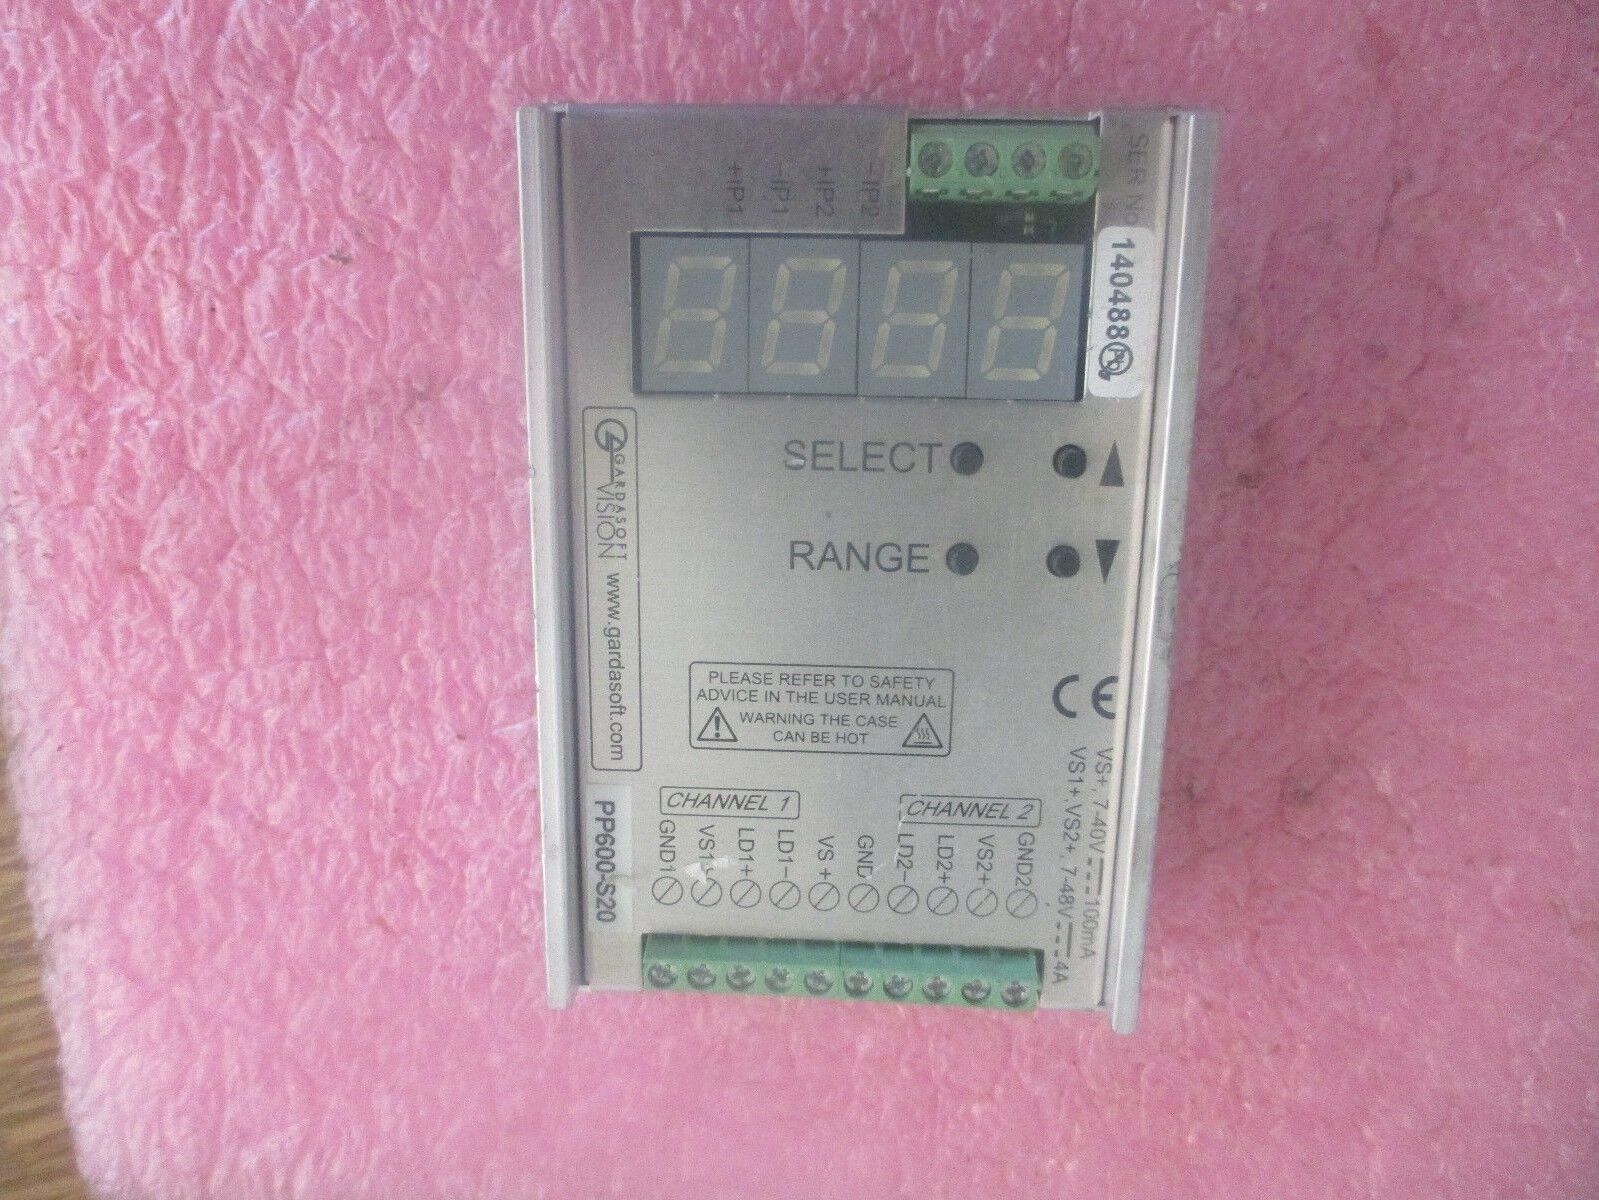 +IP1
-IP1
+IP2
-IP2
SER No
140488
Pb
SELECT
RANGE
GARDASOFT
VISION
www.gardasoft.com
PLEASE REFER TO SAFETY
ADVICE IN THE USER MANUAL
WARNING THE CASE
CAN BE HOT
CE
VS+, 7-40V 100mA
VS1+.VS2+, 7-48V 4A
CHANNEL 1
CHANNEL 2
GND1
VS1+
LD1+
LD1-
VS+
GND
LD2-
LD2+
VS2+
GND2
PP600-S20